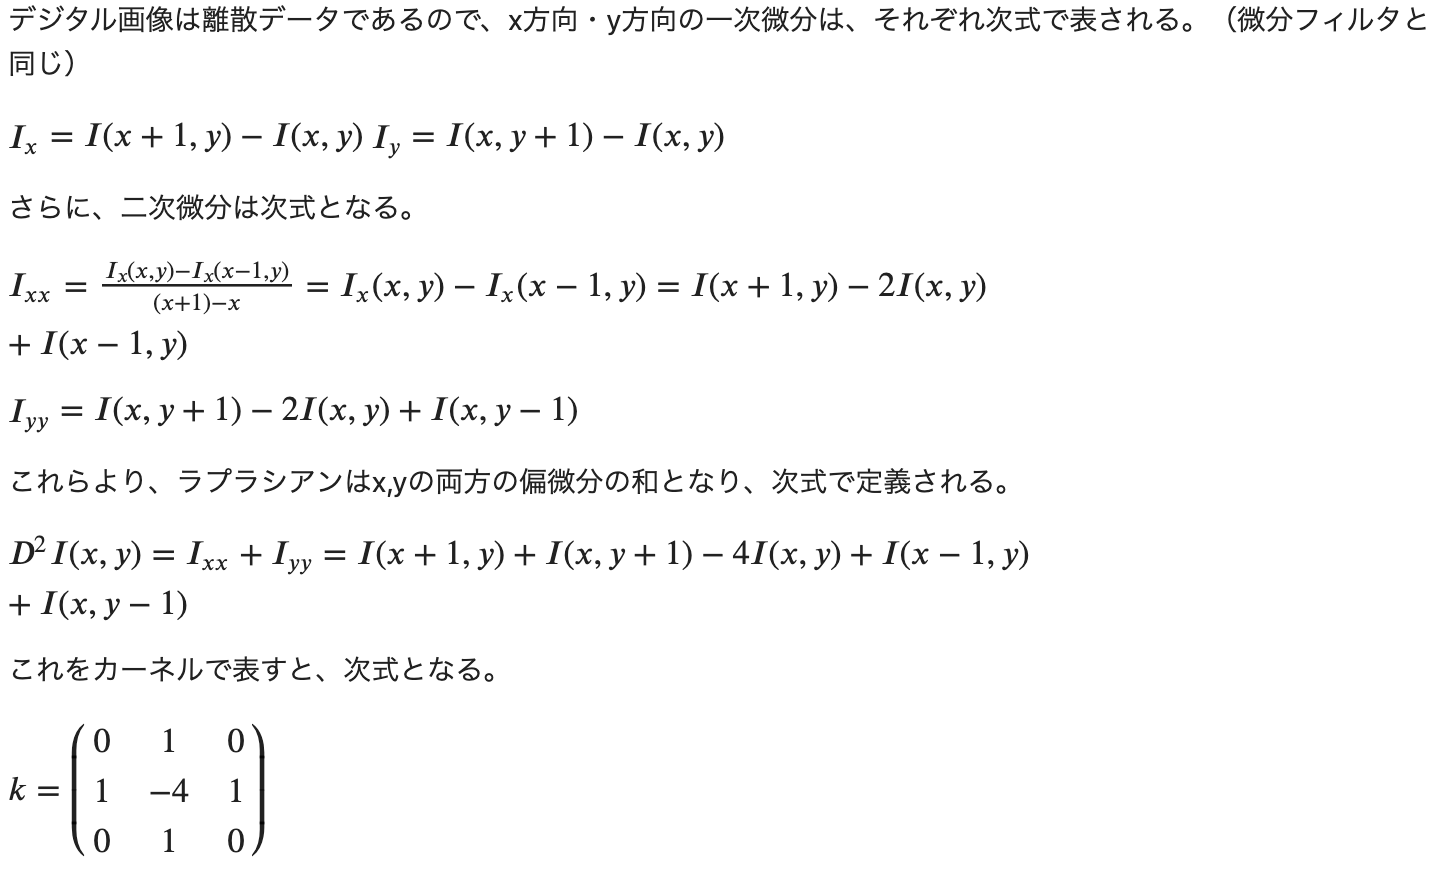 デジタル画像は離散データであるので、x方向・y方向の一次微分は、それぞれ次式で表される。（微分フィルタと
同じ）
I_x = I(x + 1, y) − I(x, y) I_y = I(x, y + 1) − I(x, y)
さらに、二次微分は次式となる。
I_{xx} = \frac{I_x(x,y)−I_x(x−1,y)}{(x+1)−x} = I_x(x, y) − I_x(x − 1, y) = I(x + 1, y) − 2I(x, y)
+ I(x − 1, y)
I_{yy} = I(x, y + 1) − 2I(x, y) + I(x, y − 1)
これらより、ラプラシアンはx,yの両方の偏微分の和となり、次式で定義される。
D^2 I(x, y) = I_{xx} + I_{yy} = I(x + 1, y) + I(x, y + 1) − 4I(x, y) + I(x − 1, y)
+ I(x, y − 1)
これをカーネルで表すと、次式となる。
0 1 0
k = 1 −4 1
0 1 0